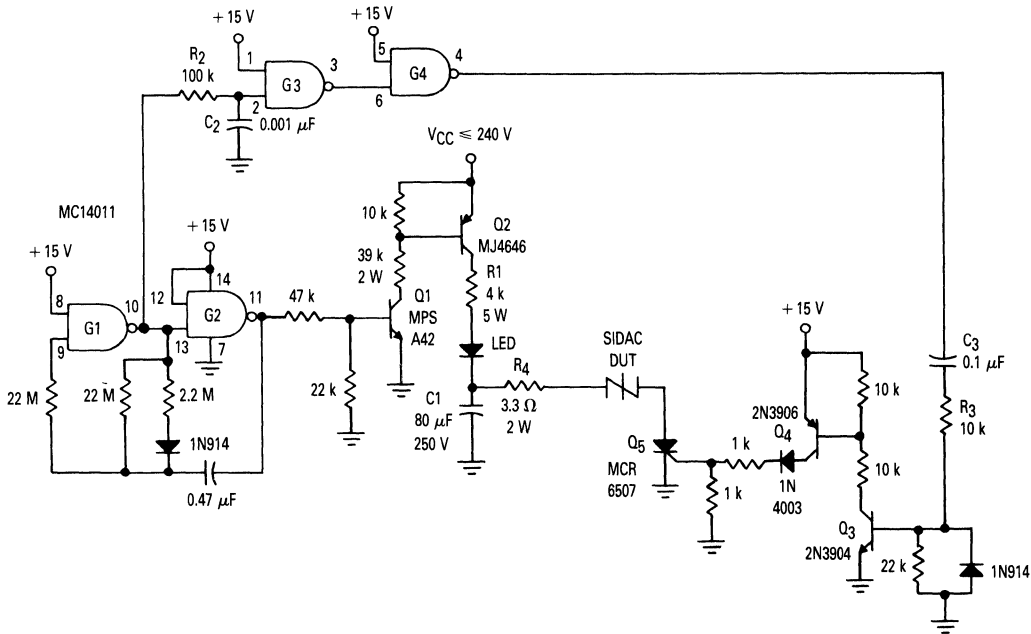 + 15 V
+ 15 V
R2
100 k
1
3
5
4
G3
G4
2
6
C2
0.001 µF
VCC ≤ 240 V
MC14011
+ 15 V
+ 15 V
10 k
Q2
MJ4646
14
12
8
10
G1
G2
11
47 k
39 k
2 W
Q1
MPS
A42
R1
4 k
5 W
9
13
7
LED
+ 15 V
SIDAC
DUT
C3
0.1 µF
22 M
22 M
2.2 M
22 k
C1
80 µF
250 V
R4
3.3 Ω
2 W
10 k
R3
10 k
2N3906
Q4
1N914
Q5
MCR
6507
1 k
1 k
1N
4003
10 k
0.47 µF
Q3
2N3904
22 k
1N914